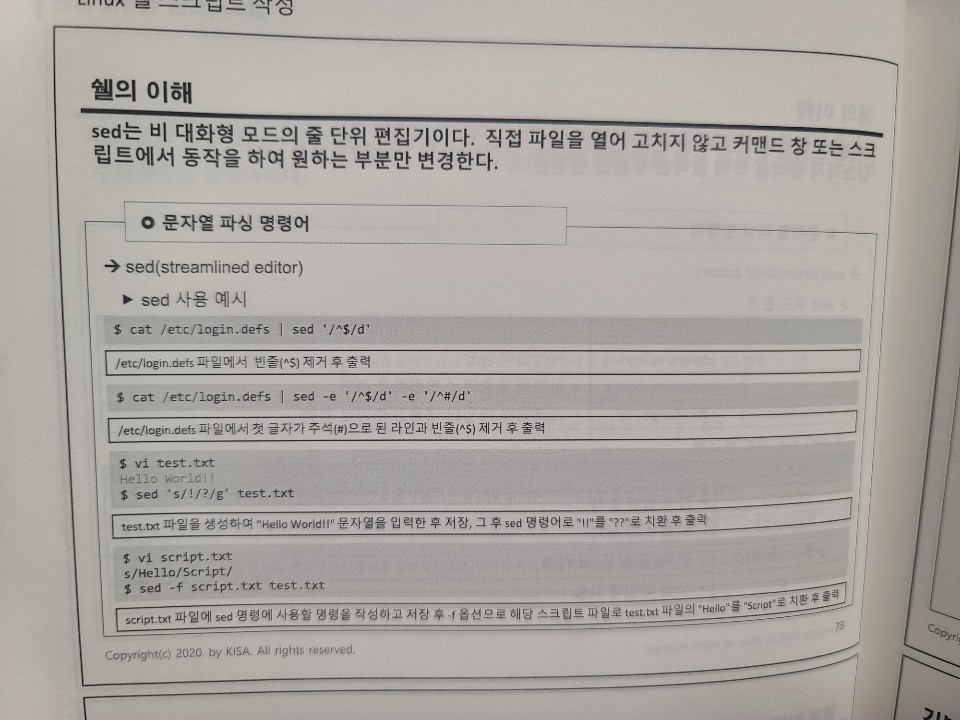 Linux 쉘 스크립트 작성
쉘의 이해
sed는 비 대화형 모드의 줄 단위 편집기이다. 직접 파일을 열어 고치지 않고 커맨드 창 또는 스크
립트에서 동작을 하여 원하는 부분만 변경한다.
문자열 파싱 명령어
→ sed(streamlined editor)
▶ sed 사용 예시
$ cat /etc/login.defs | sed '/^$/d'
/etc/login.defs 파일에서 빈줄(^$) 제거 후 출력
$ cat /etc/login.defs | sed -e '/^$/d' -e '/^#/d'
/etc/login.defs 파일에서 첫 글자가 주석(#)으로 된 라인과 빈줄(^$) 제거 후 출력
$ vi test.txt
Hello World!!
$ sed 's/!/?/g' test.txt
test.txt 파일을 생성하여 "Hello World!!" 문자열을 입력한 후 저장, 그 후 sed 명령어로 "!!"를 "??"로 치환 후 출력
$ vi script.txt
s/Hello/Script/
$ sed -f script.txt test.txt
script.txt 파일에 sed 명령에 사용할 명령을 작성하고 저장 후 -f 옵션으로 해당 스크립트 파일로 test.txt 파일의 "Hello"를 "Script"로 치환 후 출력
73
Copyright(c) 2020. by KISA. All rights reserved.